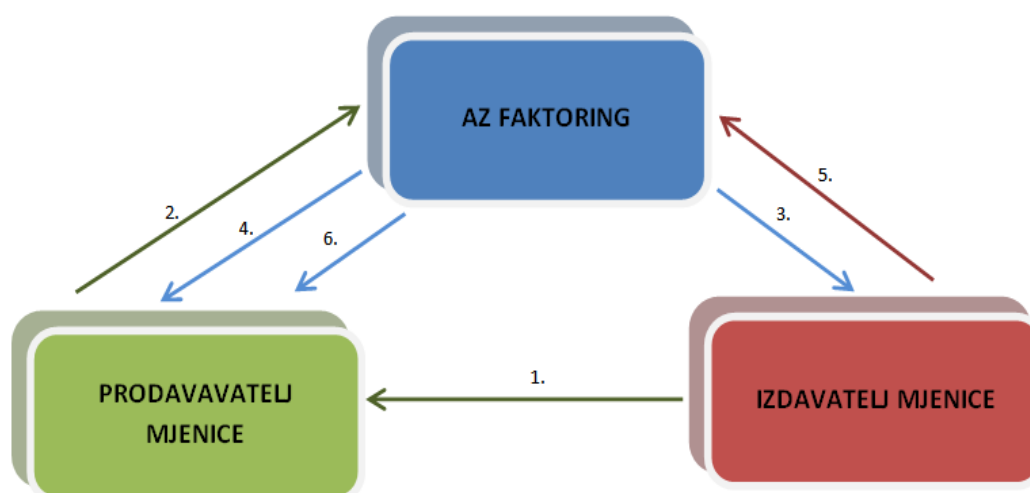 AZ FAKTORING
2.
4.
6.
3.
5.
PRODAVAVATELJ
MJENICE
1.
IZDAVATELJ MJENICE